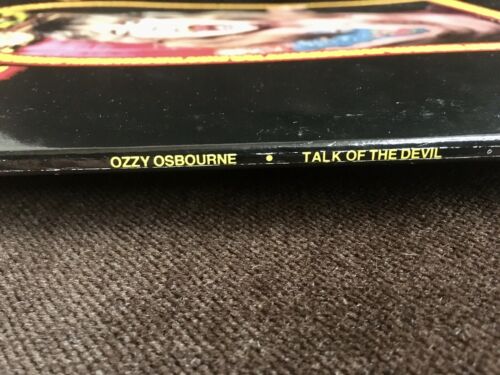 OZZY OSBOURNE • TALK OF THE DEVIL